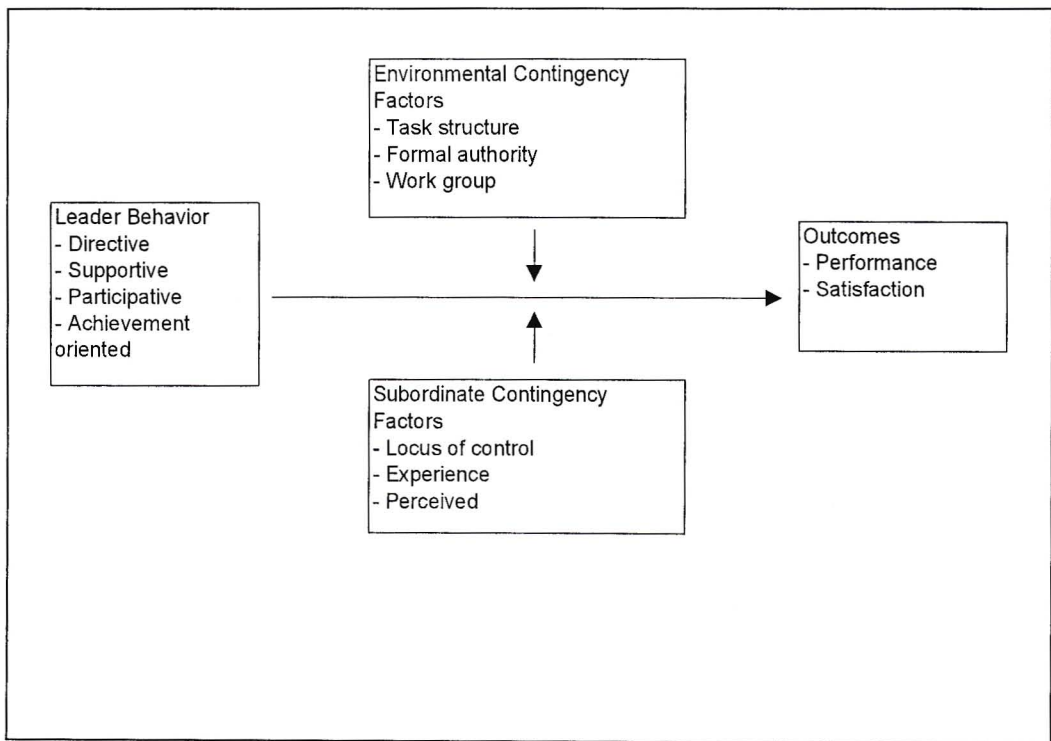 Environmental Contingency
Factors
- Task structure
- Formal authority
- Work group
Leader Behavior
- Directive
- Supportive
- Participative
- Achievement
oriented
Outcomes
- Performance
- Satisfaction
Subordinate Contingency
Factors
- Locus of control
- Experience
- Perceived